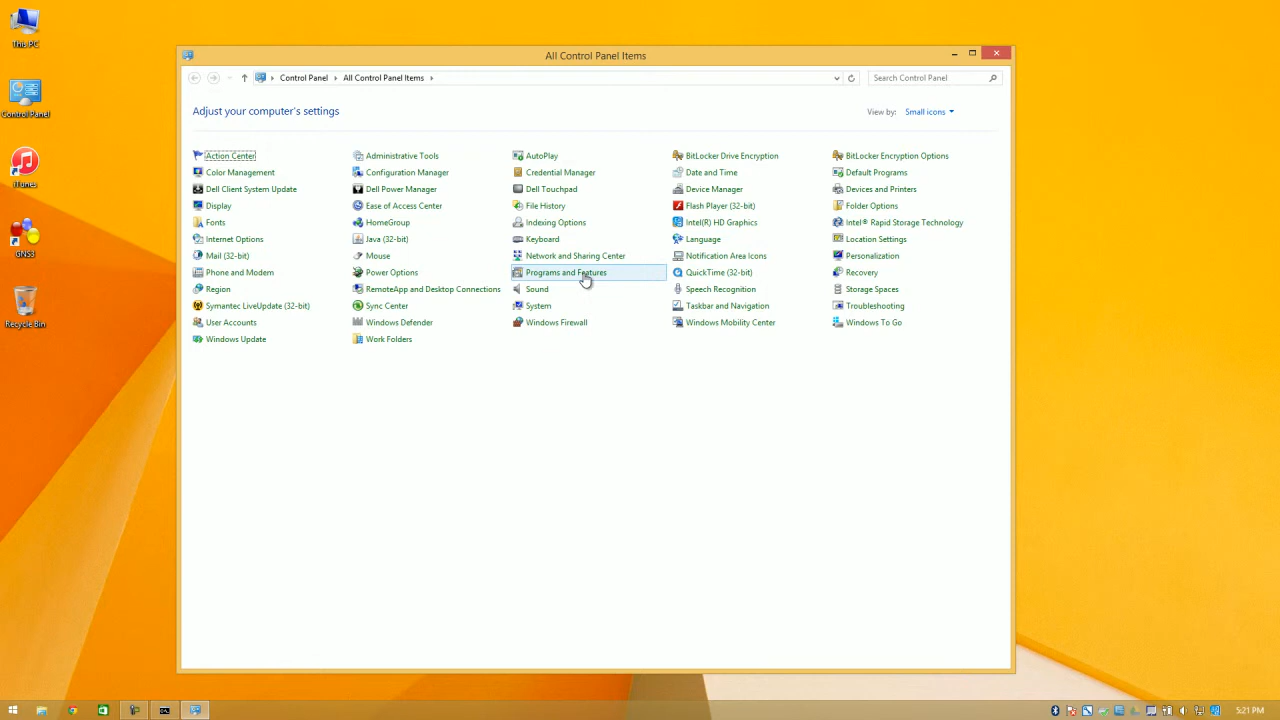 This PC
Control Panel
iTunes
GNS3
Recycle Bin
All Control Panel Items
Control Panel All Control Panel Items
Search Control Panel
Adjust your computer's settings
View by: Small icons
Action Center Administrative Tools AutoPlay BitLocker Drive Encryption BitLocker Encryption Options
Color Management Configuration Manager Credential Manager Date and Time Default Programs
Dell Client System Update Dell Power Manager Dell Touchpad Device Manager Devices and Printers
Display Ease of Access Center File History Flash Player (32-bit) Folder Options
Fonts HomeGroup Indexing Options Intel(R) HD Graphics Intel® Rapid Storage Technology
Internet Options Java (32-bit) Keyboard Language Location Settings
Mail (32-bit) Mouse Network and Sharing Center Notification Area Icons Personalization
Phone and Modem Power Options Programs and Features QuickTime (32-bit) Recovery
Region RemoteApp and Desktop Connections Sound Speech Recognition Storage Spaces
Symantec LiveUpdate (32-bit) Sync Center System Taskbar and Navigation Troubleshooting
User Accounts Windows Defender Windows Firewall Windows Mobility Center Windows To Go
Windows Update Work Folders
5:21 PM